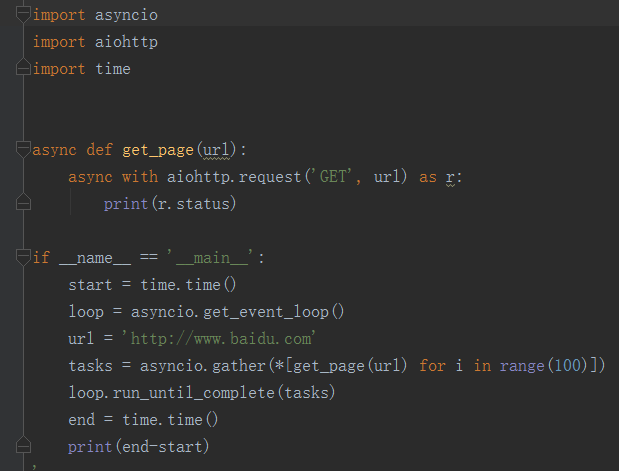 import asyncio
import aiohttp
import time
async def get_page(url):
    async with aiohttp.request('GET', url) as r:
        print(r.status)
if __name__ == '__main__':
    start = time.time()
    loop = asyncio.get_event_loop()
    url = 'http://www.baidu.com'
    tasks = asyncio.gather(*[get_page(url) for i in range(100)])
    loop.run_until_complete(tasks)
    end = time.time()
    print(end-start)